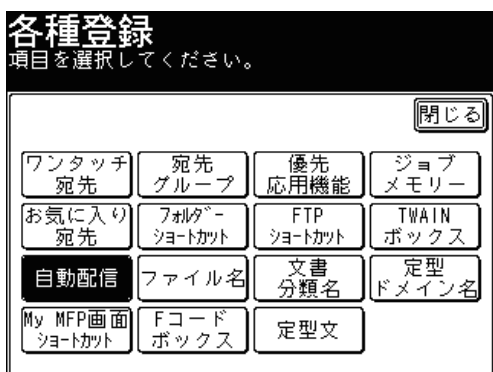 各種登録
項目を選択してください。
閉じる
ワンタッチ
宛先
宛先
グループ
優先
応用機能
ジョブ
メモリー
お気に入り
宛先
ﾌｫﾙﾀﾞｰ
ｼｮｰﾄｶｯﾄ
FTP
ｼｮｰﾄｶｯﾄ
TWAIN
ボックス
自動配信
ファイル名
文書
分類名
定型
ドメイン名
My MFP画面
ｼｮｰﾄｶｯﾄ
Fコード
ボックス
定型文